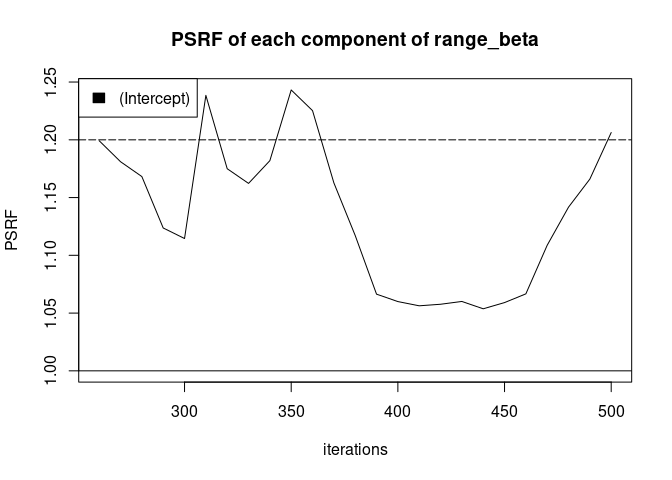 PSRF of each component of range_beta
(Intercept)
PSRF
1.25
1.20
1.15
1.10
1.05
1.00
300 350 400 450 500
iterations